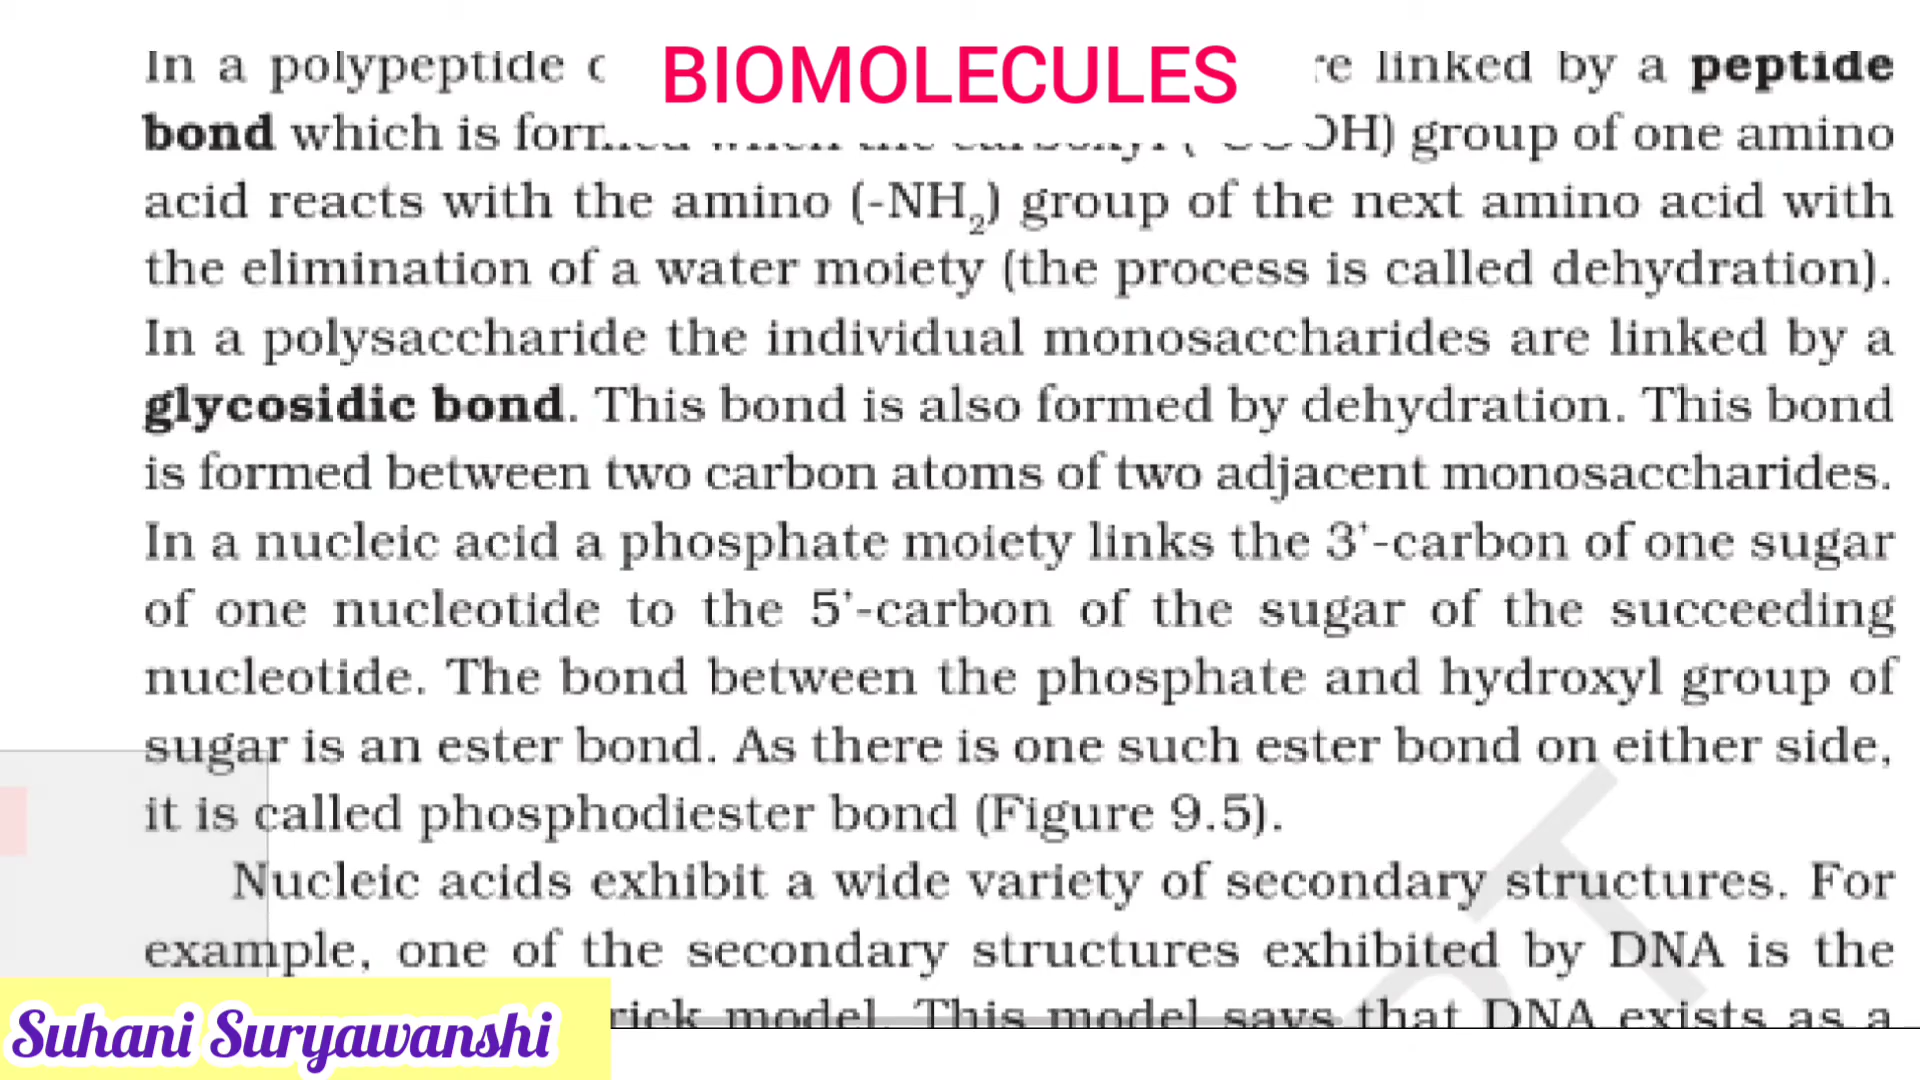 BIOMOLECULES
In a polypeptide re linked by a peptide
bond which is formed when the carboxyl (-COOH) group of one amino
acid reacts with the amino (-NH₂) group of the next amino acid with
the elimination of a water moiety (the process is called dehydration).
In a polysaccharide the individual monosaccharides are linked by a
glycosidic bond. This bond is also formed by dehydration. This bond
is formed between two carbon atoms of two adjacent monosaccharides.
In a nucleic acid a phosphate moiety links the 3’-carbon of one sugar
of one nucleotide to the 5’-carbon of the sugar of the succeeding
nucleotide. The bond between the phosphate and hydroxyl group of
sugar is an ester bond. As there is one such ester bond on either side,
it is called phosphodiester bond (Figure 9.5).
Nucleic acids exhibit a wide variety of secondary structures. For
example, one of the secondary structures exhibited by DNA is the
rick model. This model says that DNA exists as a
Suhani Suryawanshi